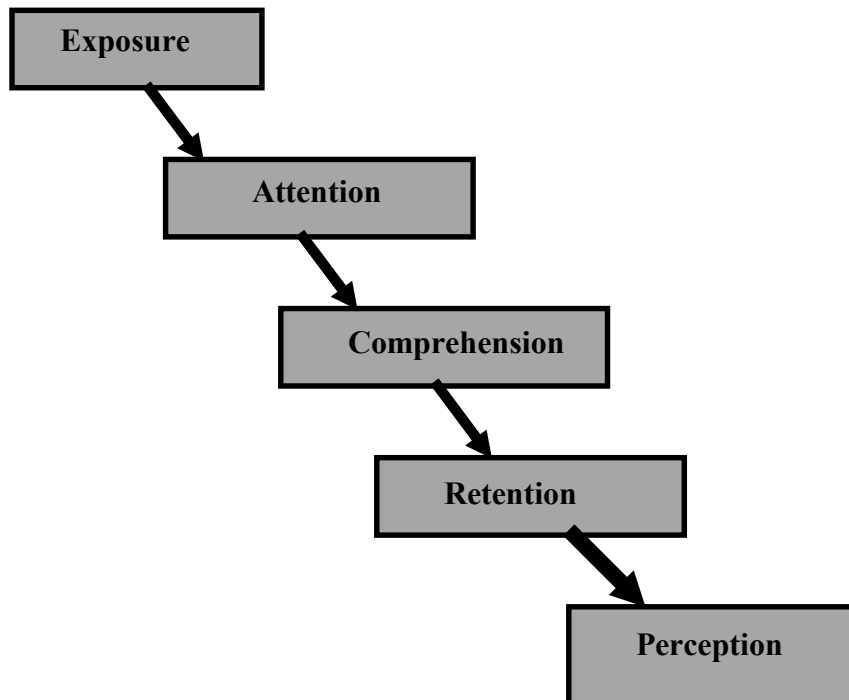 Exposure
Attention
Comprehension
Retention
Perception